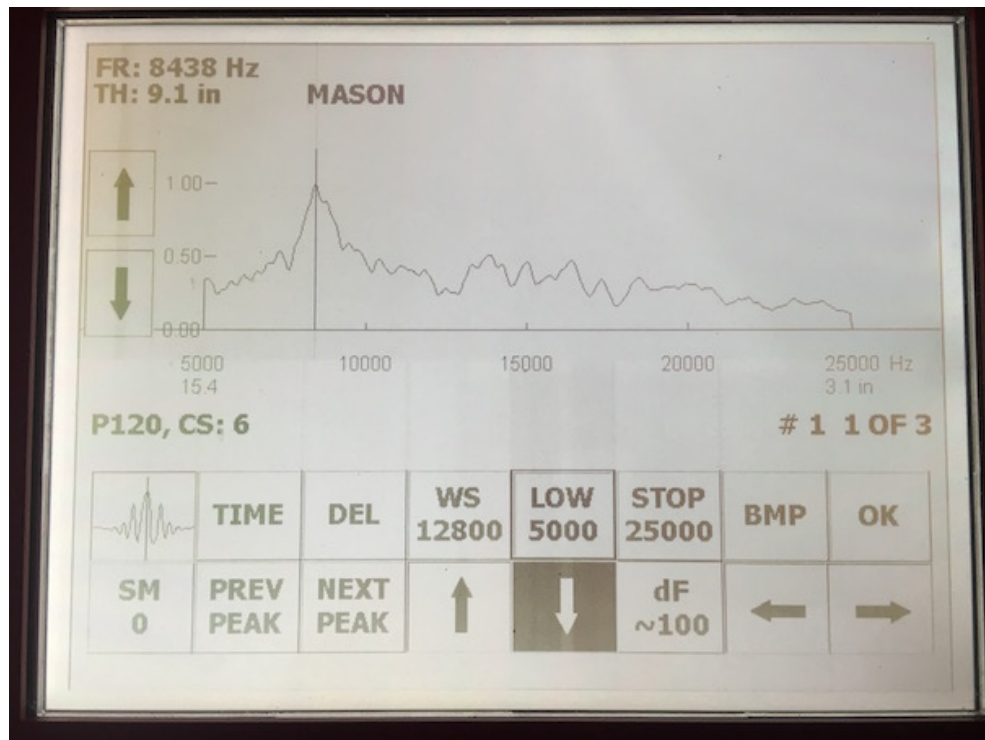 FR: 8438 Hz
TH: 9.1 in
MASON
1.00
0.50
0.00
5000 10000 15000 20000 25000 Hz
15.4 3.1 in
P120, CS: 6 # 1 1 OF 3
TIME DEL WS 12800 LOW 5000 STOP 25000 BMP OK
SM 0 PREV PEAK NEXT PEAK dF ~100